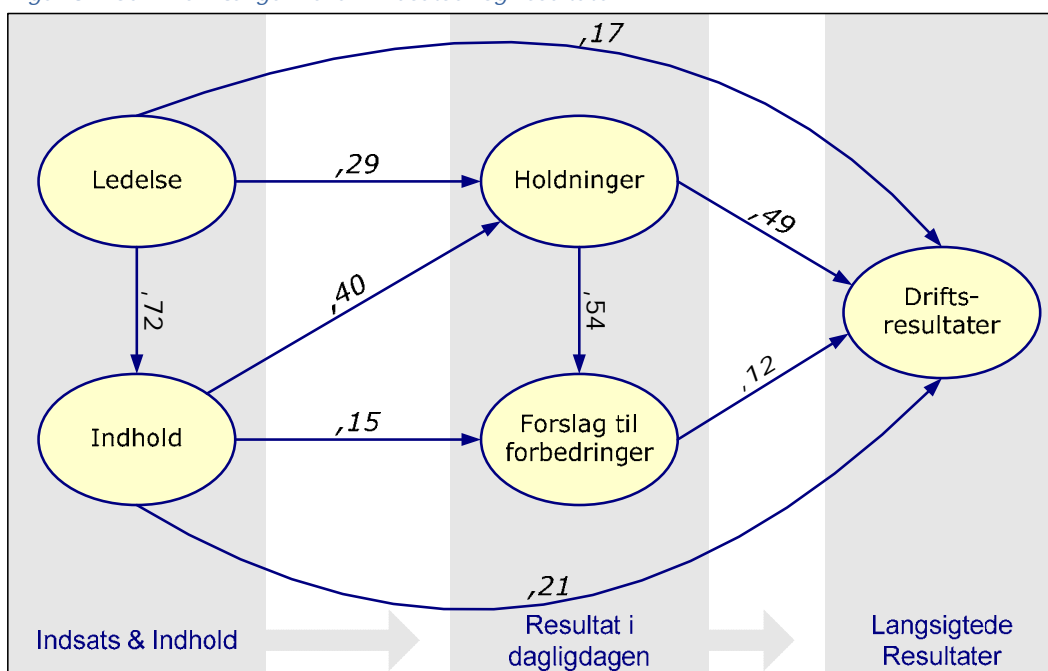 ,17
Ledelse
,29
Holdninger
,49
,72
,40
,54
Drifts-
resultater
,12
Indhold
,15
Forslag til
forbedringer
,21
Indsats & Indhold
Resultat i
dagligdagen
Langsigtede
Resultater